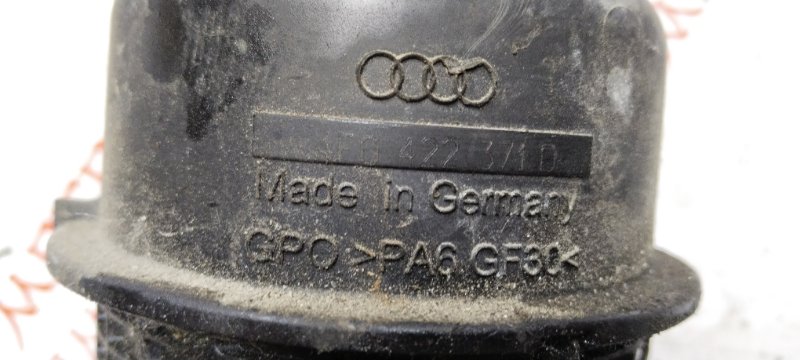 422 371 D
Made in Germany
GPO >PA6 GF30<